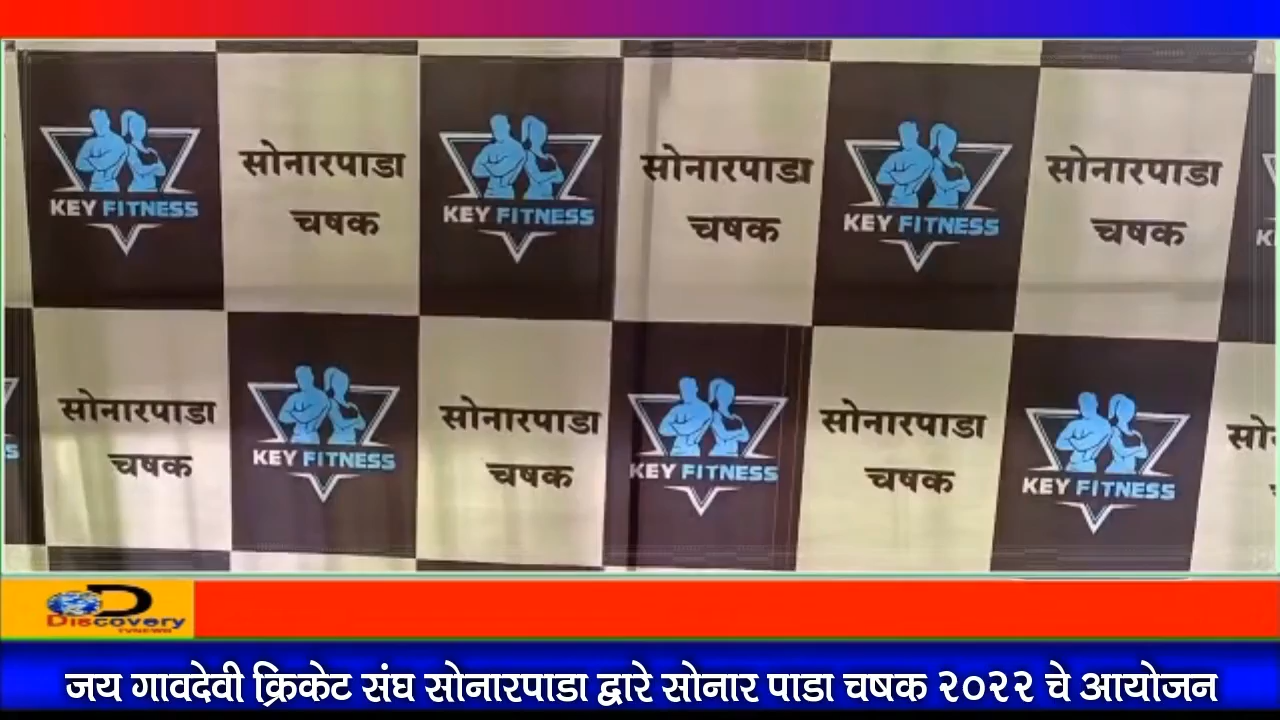 सोनारपाडा
चषक
KEY FITNESS
सोनारपाडा
चषक
KEY FITNESS
सोनारपाडा
चषक
KEY FITNESS
सोनारपाडा
चषक
KEY FITNESS
सोनारपाडा
चषक
KEY FITNESS
सोनारपाडा
चषक
KEY FITNESS
D
Discovery
TVNEWS
जय गावदेवी क्रिकेट संघ सोनारपाडा द्वारे सोनार पाडा चषक २०२२ चे आयोजन